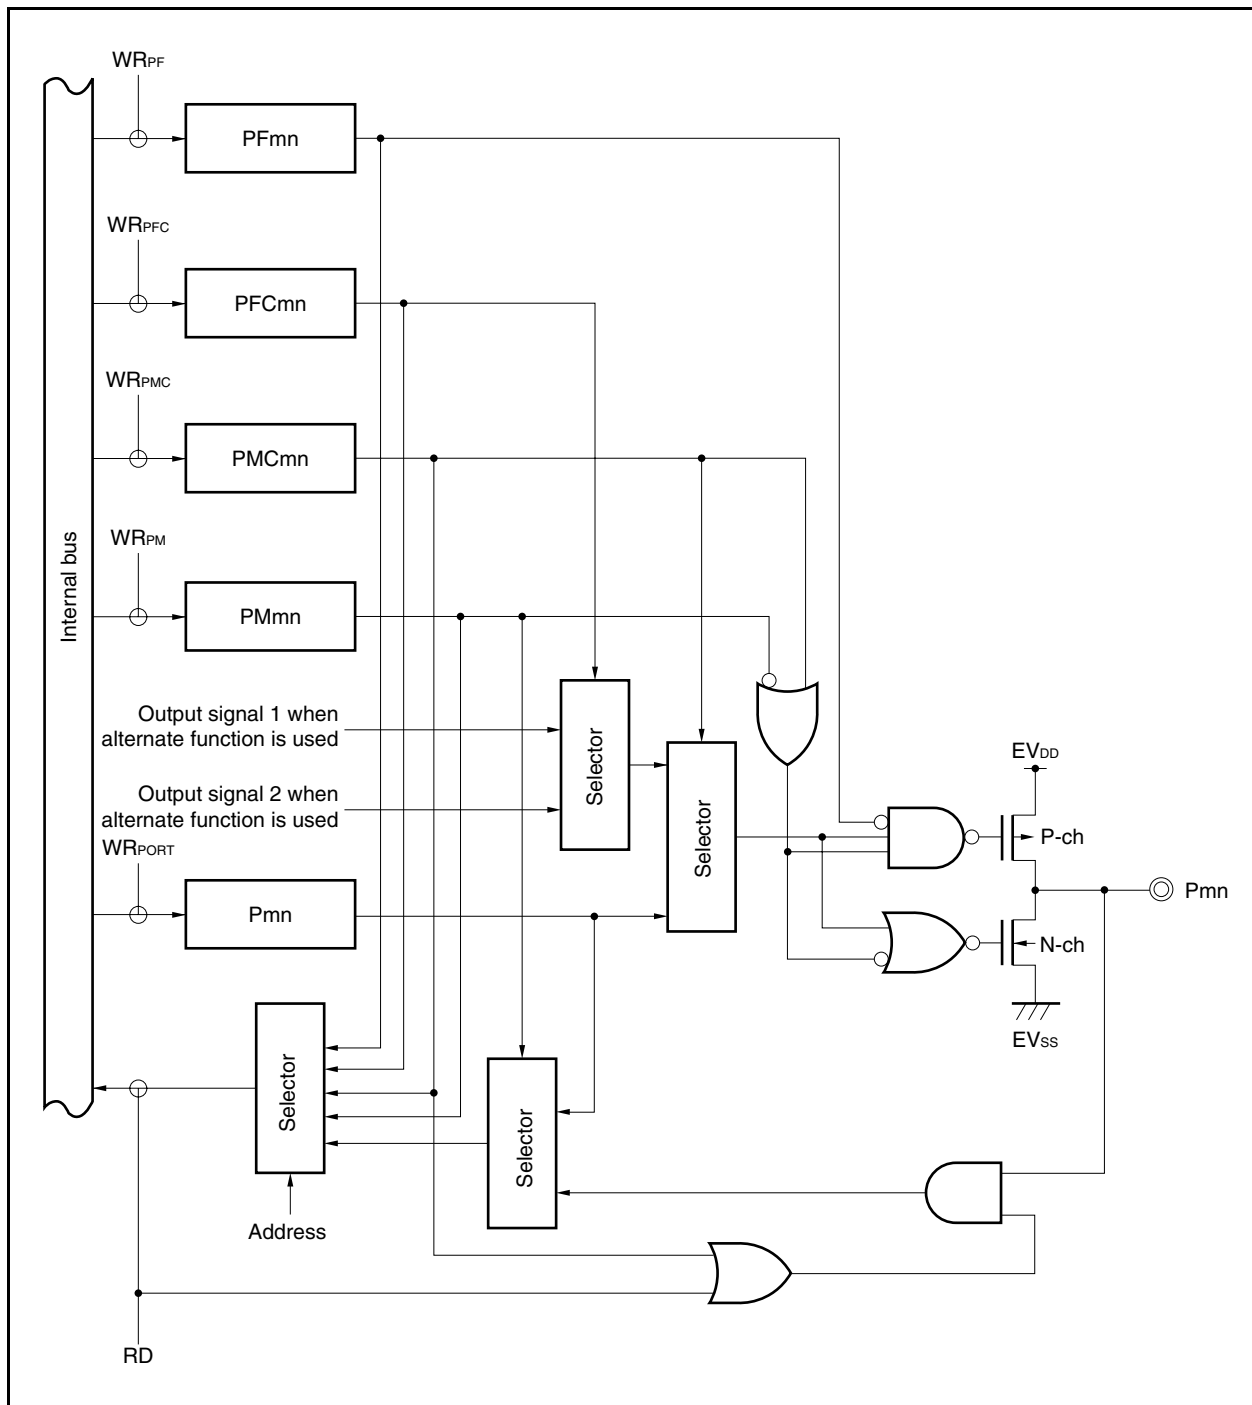 WRPF
PFmn
WRPFC
PFCmn
WRPMC
PMCmn
WRPM
PMmn
Internal bus
Output signal 1 when
alternate function is used
Output signal 2 when
alternate function is used
Selector
Selector
WRPORT
Pmn
EVDD
P-ch
Pmn
N-ch
EVSS
Selector
Selector
Address
RD